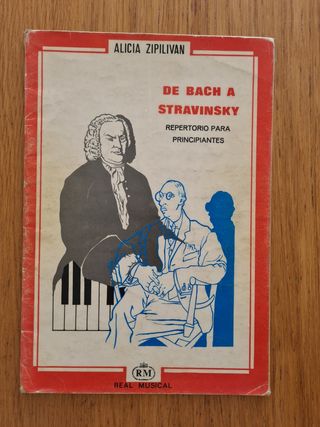 ALICIA ZIPILIVAN
DE BACH A
STRAVINSKY
REPERTORIO PARA
PRINCIPIANTES
RM
REAL MUSICAL